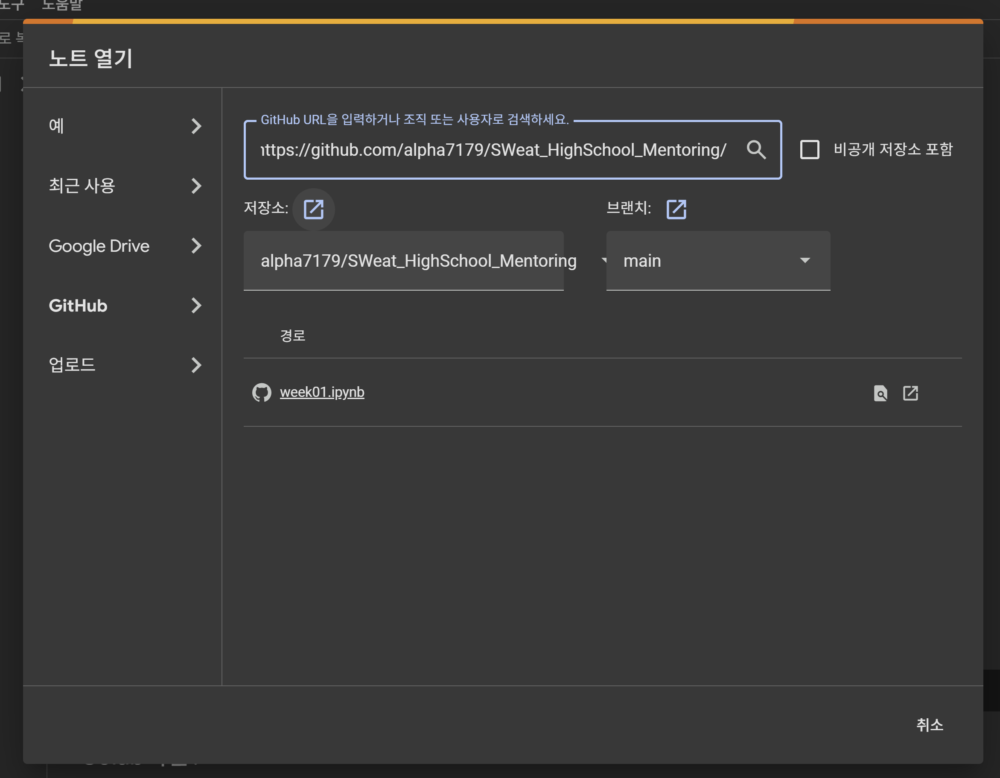 도구 도움말
노트 열기
예
최근 사용
Google Drive
GitHub
업로드
GitHub URL을 입력하거나 조직 또는 사용자로 검색하세요.
https://github.com/alpha7179/SWeat_HighSchool_Mentoring/
비공개 저장소 포함
저장소:
브랜치:
alpha7179/SWeat_HighSchool_Mentoring
main
경로
week01.ipynb
취소